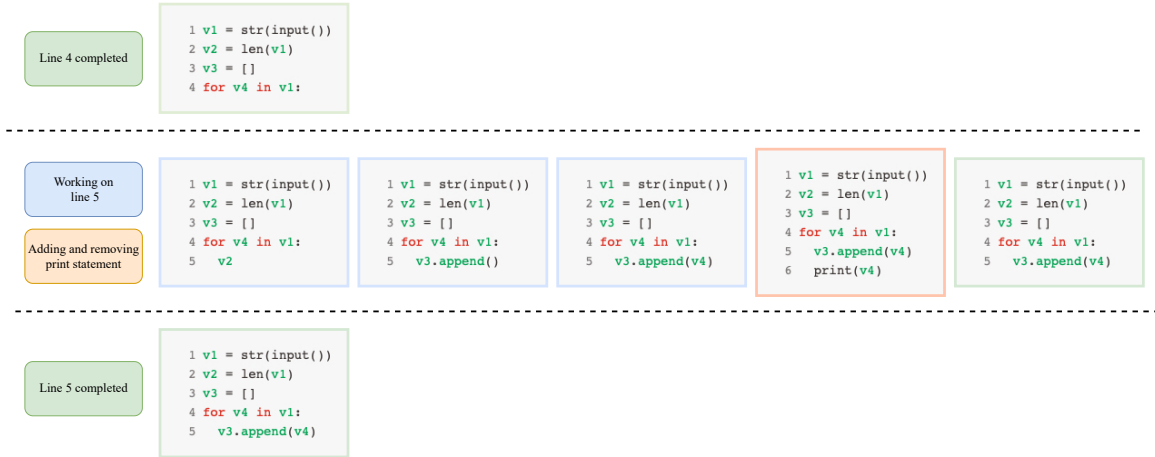 Line 4 completed
1 v1 = str(input())
2 v2 = len(v1)
3 v3 = []
4 for v4 in v1:
Working on
line 5
Adding and removing
print statement
1 v1 = str(input())
2 v2 = len(v1)
3 v3 = []
4 for v4 in v1:
5   v2
1 v1 = str(input())
2 v2 = len(v1)
3 v3 = []
4 for v4 in v1:
5   v3.append()
1 v1 = str(input())
2 v2 = len(v1)
3 v3 = []
4 for v4 in v1:
5   v3.append(v4)
1 v1 = str(input())
2 v2 = len(v1)
3 v3 = []
4 for v4 in v1:
5   v3.append(v4)
6   print(v4)
1 v1 = str(input())
2 v2 = len(v1)
3 v3 = []
4 for v4 in v1:
5   v3.append(v4)
Line 5 completed
1 v1 = str(input())
2 v2 = len(v1)
3 v3 = []
4 for v4 in v1:
5   v3.append(v4)